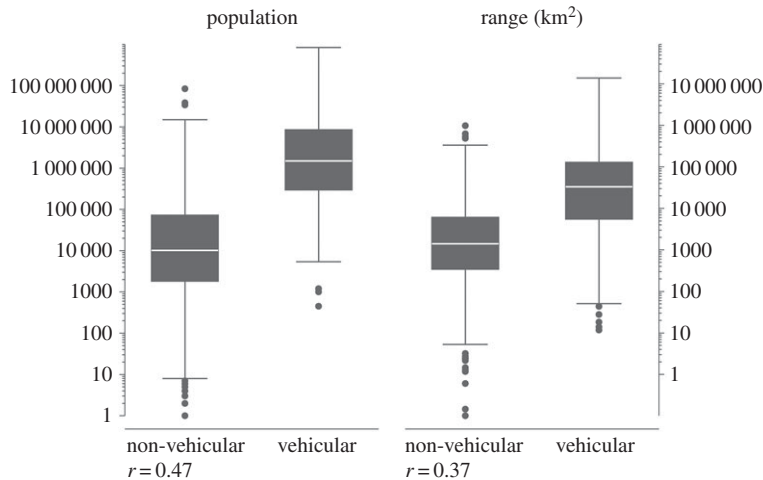 population
range (km²)
100 000 000
10 000 000
1 000 000
100 000
10 000
1000
100
10
1
10 000 000
1 000 000
100 000
10 000
1000
100
10
1
non-vehicular
vehicular
r = 0.47
non-vehicular
vehicular
r = 0.37